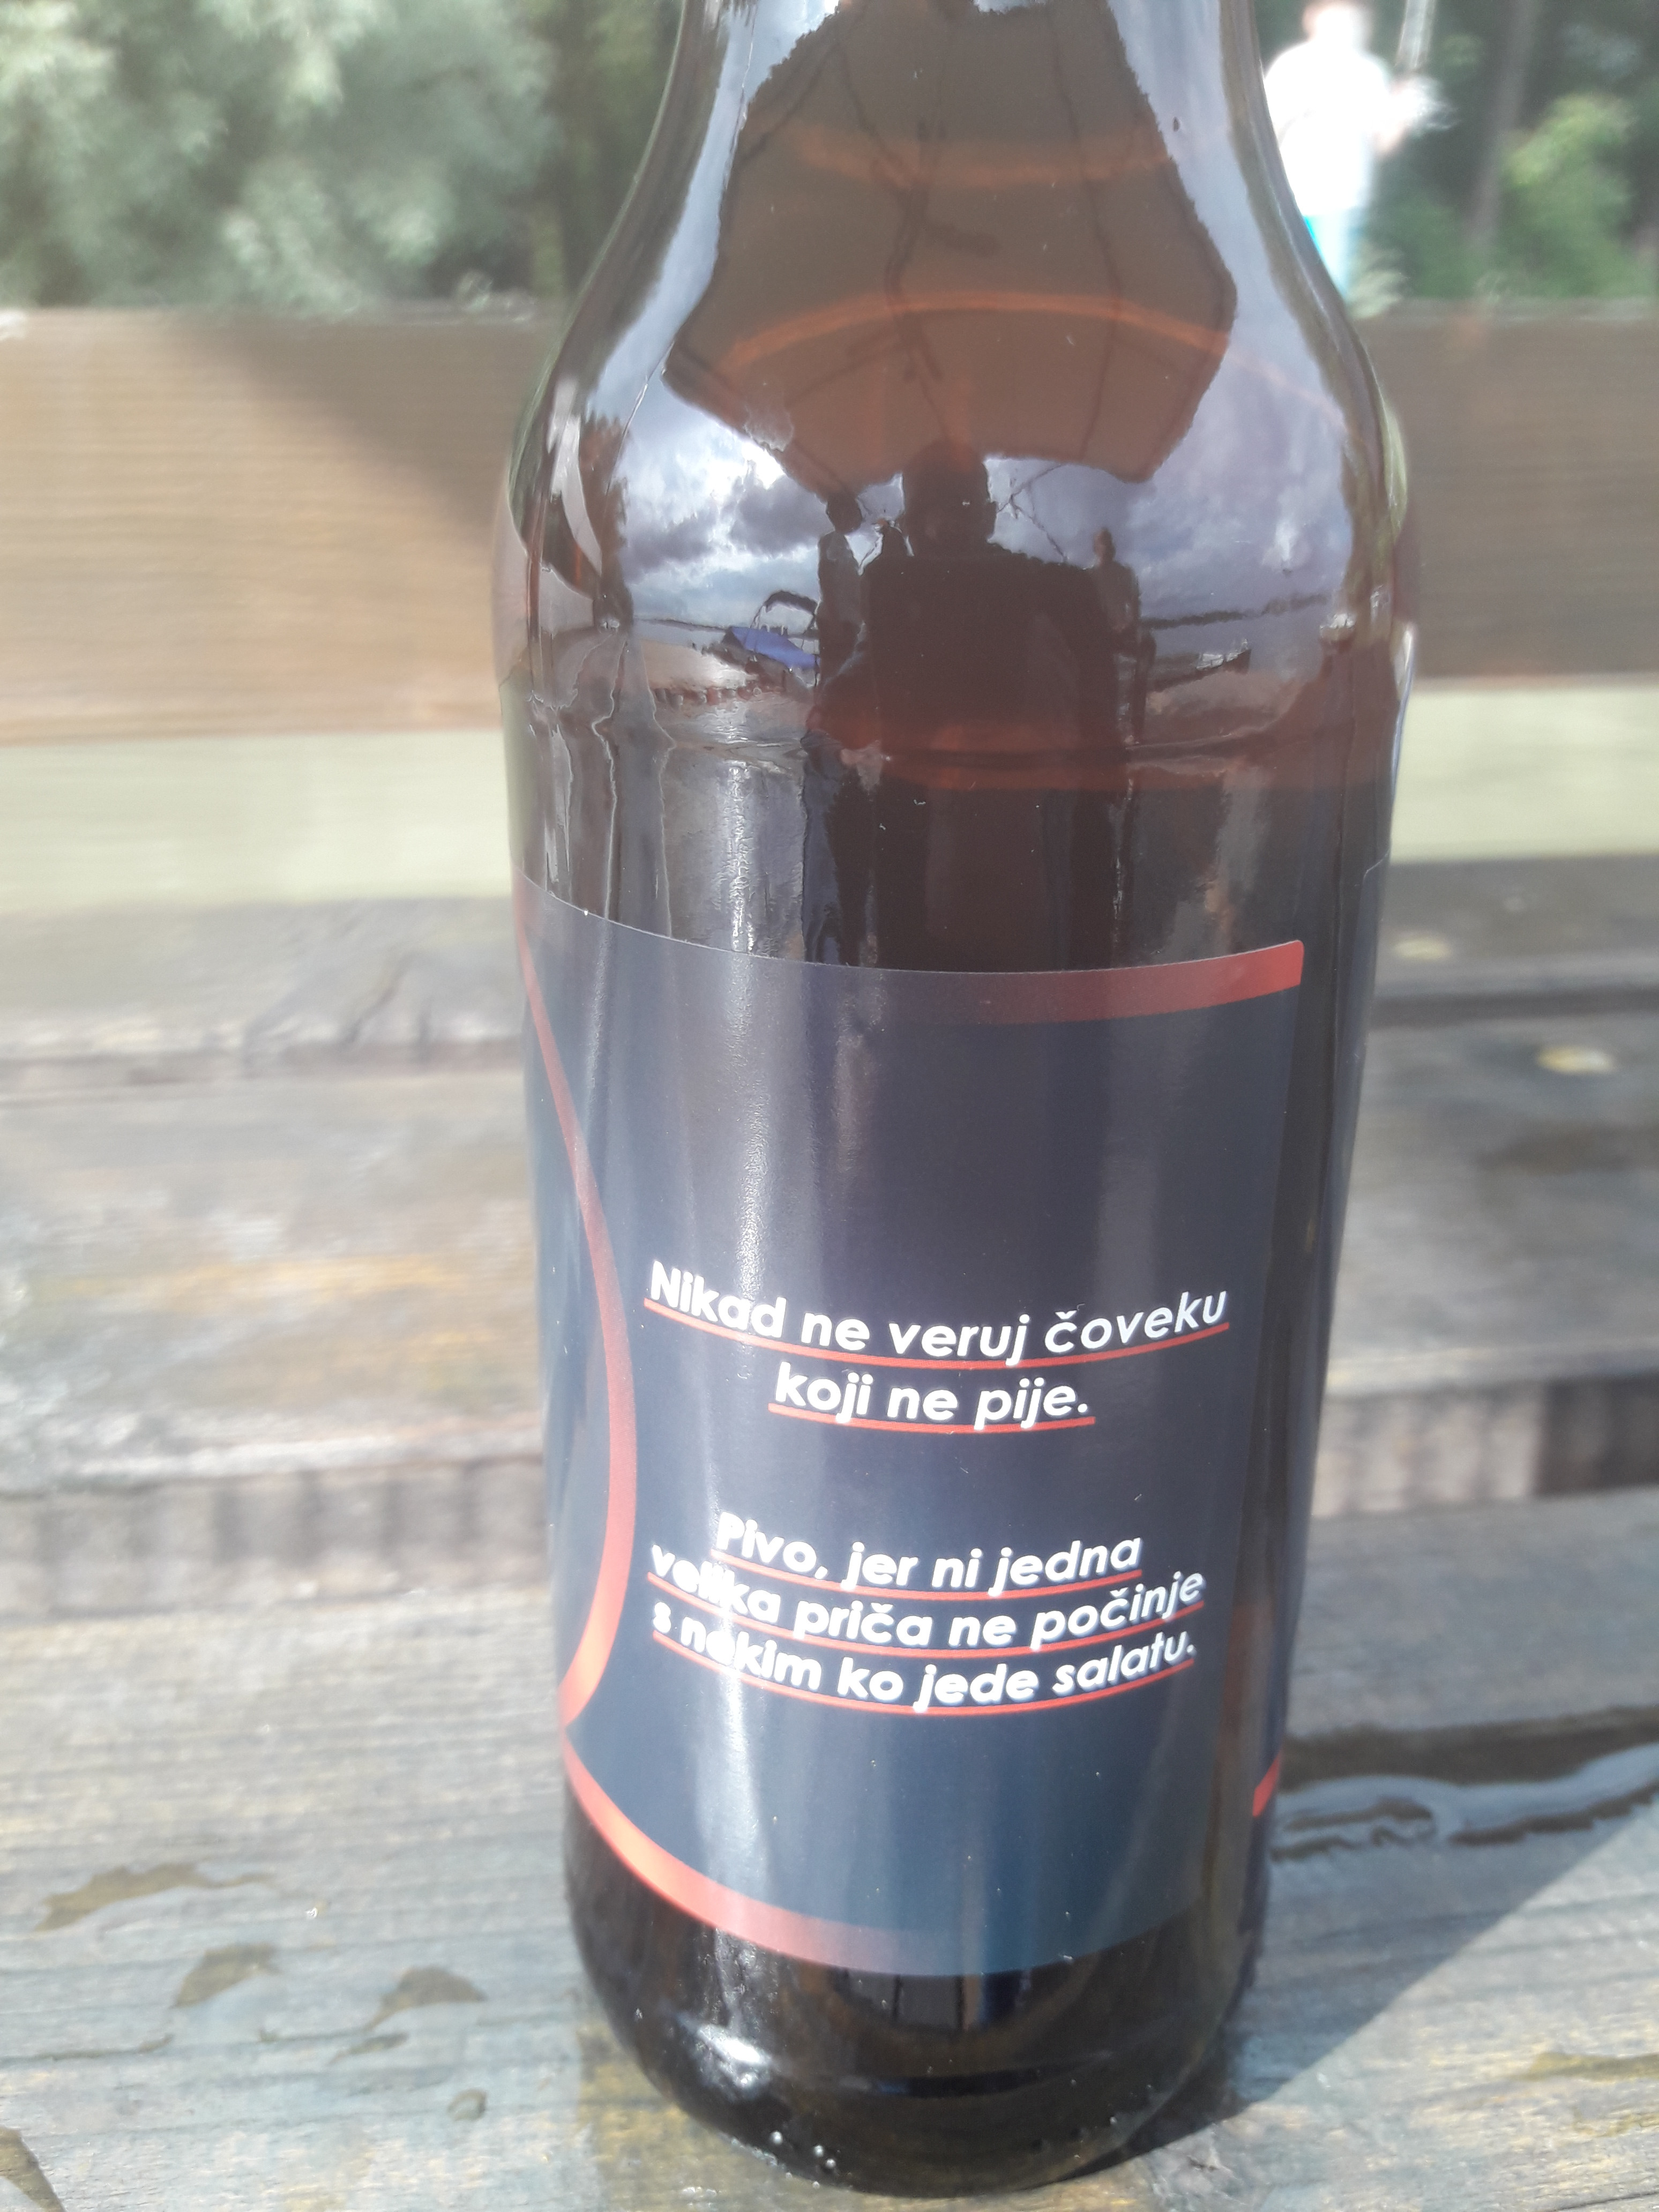 Nikad ne veruj čoveku
koji ne pije.
Pivo, jer ni jedna
velika priča ne počinje
s nekim ko jede salatu.